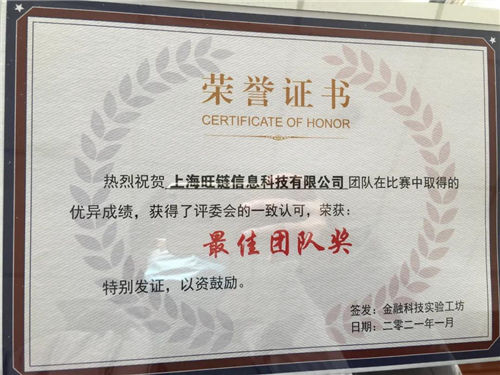 荣誉证书
CERTIFICATE OF HONOR
热烈祝贺 上海旺链信息科技有限公司 团队在比赛中取得的
优异成绩，获得了评委会的一致认可，荣获：
最佳团队奖
特别发证，以资鼓励。
签发：金融科技实验工坊
日期：二零二一年一月